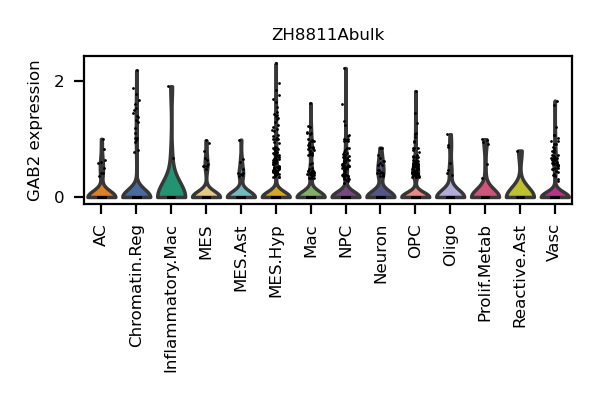 ZH8811Abulk
GAB2 expression
2
0
AC
Chromatin.Reg
Inflammatory.Mac
MES
MES.Ast
MES.Hyp
Mac
NPC
Neuron
OPC
Oligo
Prolif.Metab
Reactive.Ast
Vasc